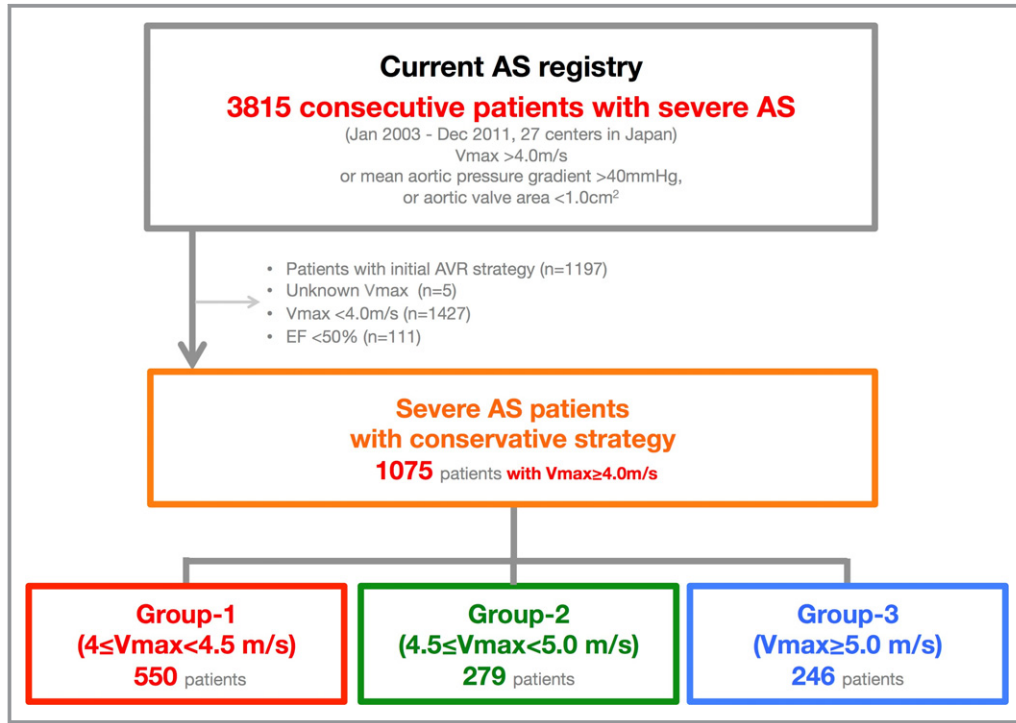 Current AS registry
3815 consecutive patients with severe AS
(Jan 2003 - Dec 2011, 27 centers in Japan)
Vmax >4.0m/s
or mean aortic pressure gradient >40mmHg,
or aortic valve area <1.0cm²
• Patients with initial AVR strategy (n=1197)
• Unknown Vmax (n=5)
• Vmax <4.0m/s (n=1427)
• EF <50% (n=111)
Severe AS patients
with conservative strategy
1075 patients with Vmax≥4.0m/s
Group-1
(4≤Vmax<4.5 m/s)
550 patients
Group-2
(4.5≤Vmax<5.0 m/s)
279 patients
Group-3
(Vmax≥5.0 m/s)
246 patients